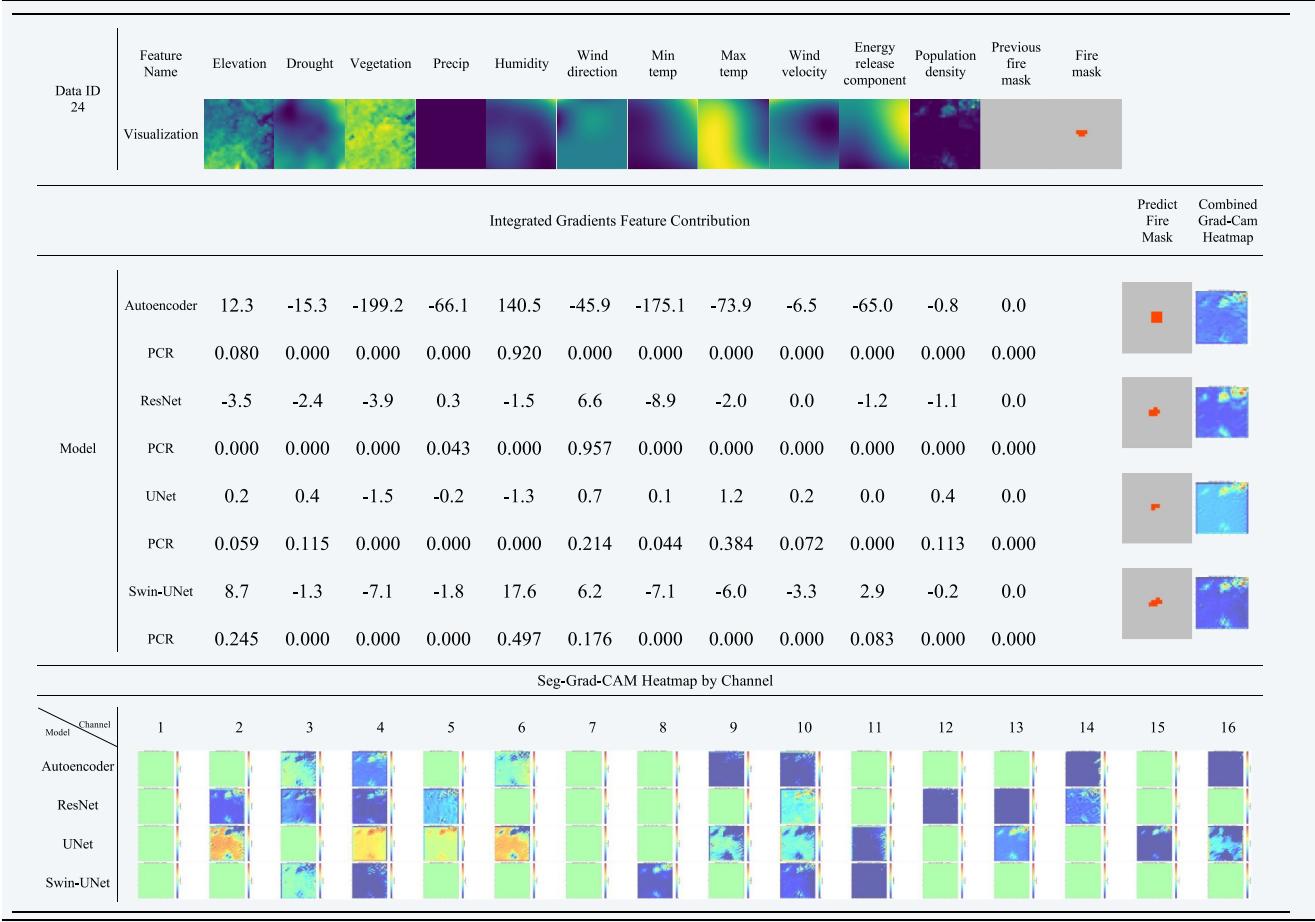 Data ID
24
Feature
Name
Elevation
Drought
Vegetation
Precip
Humidity
Wind
direction
Min
temp
Max
temp
Wind
velocity
Energy
release
component
Population
density
Previous
fire
mask
Fire
mask
Visualization
Integrated Gradients Feature Contribution
Predict
Fire
Mask
Combined
Grad-Cam
Heatmap
Model
Autoencoder 12.3 -15.3 -199.2 -66.1 140.5 -45.9 -175.1 -73.9 -6.5 -65.0 -0.8 0.0
PCR 0.080 0.000 0.000 0.000 0.920 0.000 0.000 0.000 0.000 0.000 0.000 0.000
ResNet -3.5 -2.4 -3.9 0.3 -1.5 6.6 -8.9 -2.0 0.0 -1.2 -1.1 0.0
PCR 0.000 0.000 0.000 0.043 0.000 0.957 0.000 0.000 0.000 0.000 0.000 0.000
UNet 0.2 0.4 -1.5 -0.2 -1.3 0.7 0.1 1.2 0.2 0.0 0.4 0.0
PCR 0.059 0.115 0.000 0.000 0.000 0.214 0.044 0.384 0.072 0.000 0.113 0.000
Swin-UNet 8.7 -1.3 -7.1 -1.8 17.6 6.2 -7.1 -6.0 -3.3 2.9 -0.2 0.0
PCR 0.245 0.000 0.000 0.000 0.497 0.176 0.000 0.000 0.000 0.083 0.000 0.000
Seg-Grad-CAM Heatmap by Channel
Model Channel 1 2 3 4 5 6 7 8 9 10 11 12 13 14 15 16
Autoencoder
ResNet
UNet
Swin-UNet